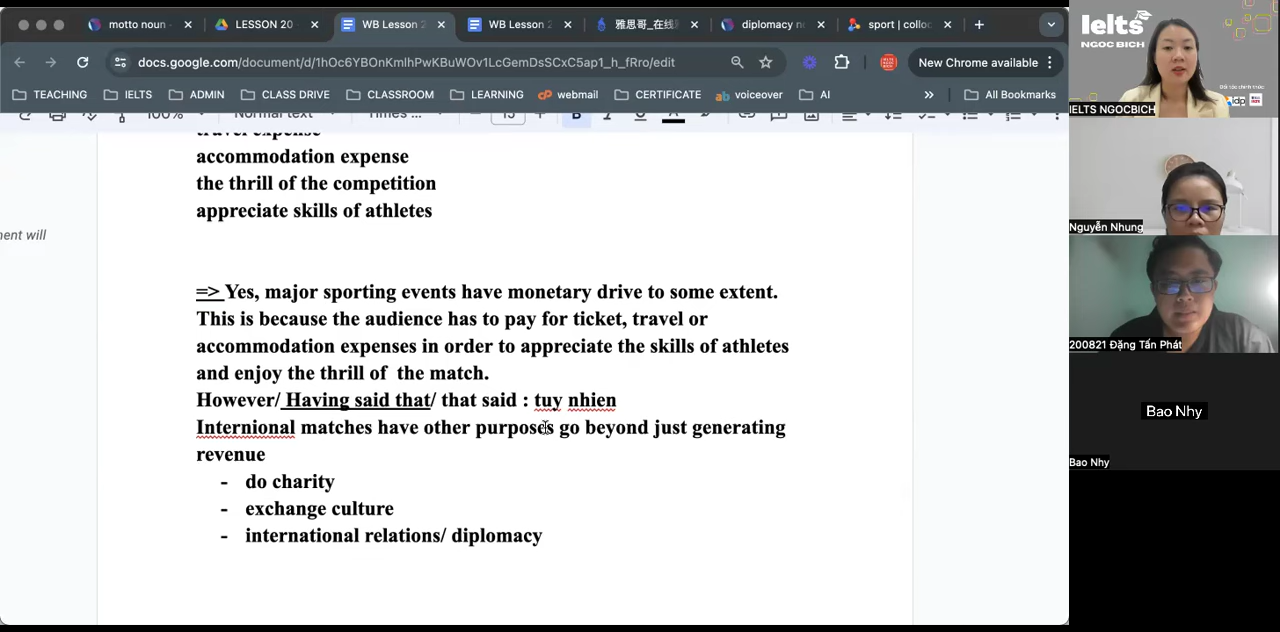 motto noun
LESSON 20
WB Lesson 2
WB Lesson 2
雅思哥_在线
diplomacy n
sport | colloc
docs.google.com/document/d/1hOc6YBOnKmlhPwKBuWOv1LcGemDsSCxC5ap1_h_fRro/edit
New Chrome available
TEACHING
IELTS
ADMIN
CLASS DRIVE
CLASSROOM
LEARNING
webmail
CERTIFICATE
voiceover
AI
All Bookmarks
travel expense
accommodation expense
the thrill of the competition
appreciate skills of athletes
nent will
=> Yes, major sporting events have monetary drive to some extent.
This is because the audience has to pay for ticket, travel or
accommodation expenses in order to appreciate the skills of athletes
and enjoy the thrill of the match.
However/ Having said that/ that said : tuy nhien
Internional matches have other purposes go beyond just generating
revenue
- do charity
- exchange culture
- international relations/ diplomacy
Ielts
NGOC BICH
IELTS NGOCBICH
Nguyễn Nhung
200821 Đặng Tấn Phát
Bao Nhy
Bao Nhy